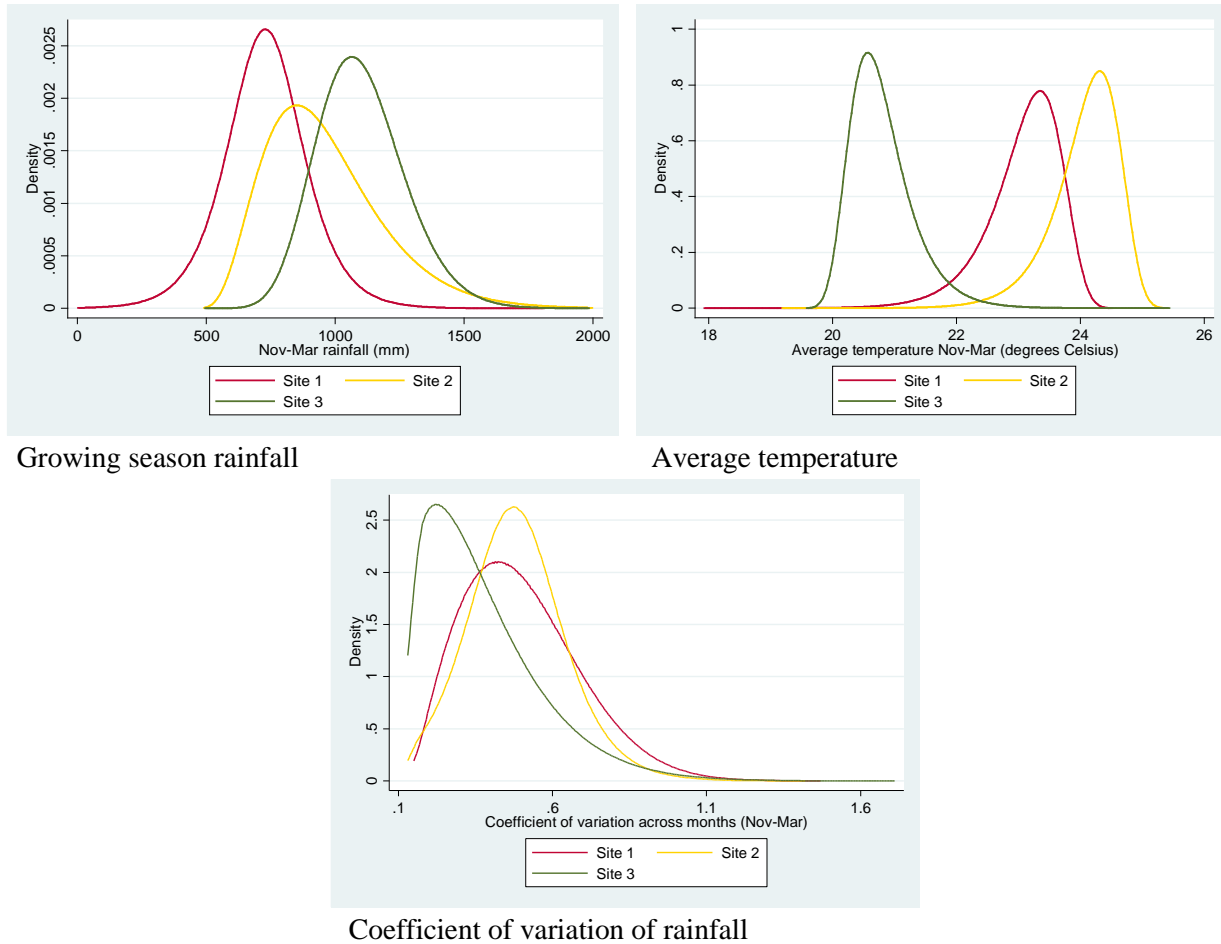 Density
0
.0005
.001
.0015
.002
.0025
0 500 1000 1500 2000
Nov-Mar rainfall (mm)
Site 1 Site 2
Site 3
Growing season rainfall
Density
0
.2
.4
.6
.8
1
18 20 22 24 26
Average temperature Nov-Mar (degrees Celsius)
Site 1 Site 2
Site 3
Average temperature
Density
0
.5
1
1.5
2
2.5
.1 .6 1.1 1.6
Coefficient of variation across months (Nov-Mar)
Site 1 Site 2
Site 3
Coefficient of variation of rainfall